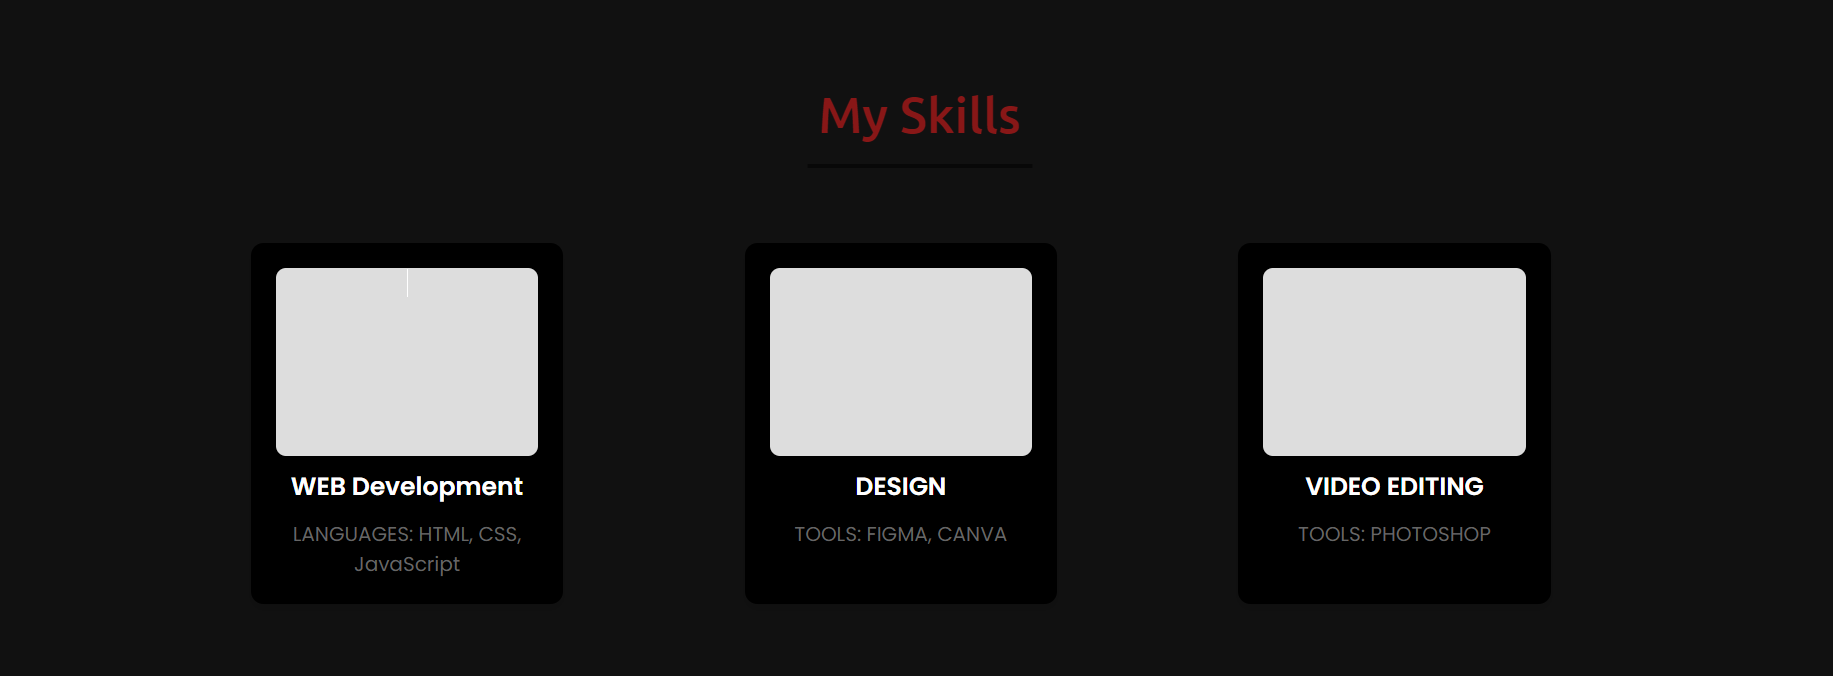 My Skills
WEB Development
LANGUAGES: HTML, CSS,
JavaScript
DESIGN
TOOLS: FIGMA, CANVA
VIDEO EDITING
TOOLS: PHOTOSHOP